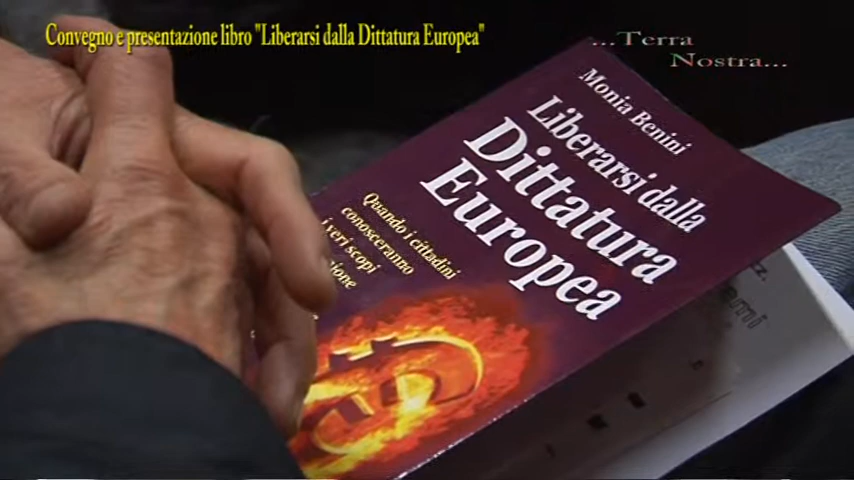 Convegno e presentazione libro "Liberarsi dalla Dittatura Europea"
...Terra
Nostra...
Monia Benini
Liberarsi dalla
Dittatura
Europea
Quando i cittadini
conosceranno
i veri scopi